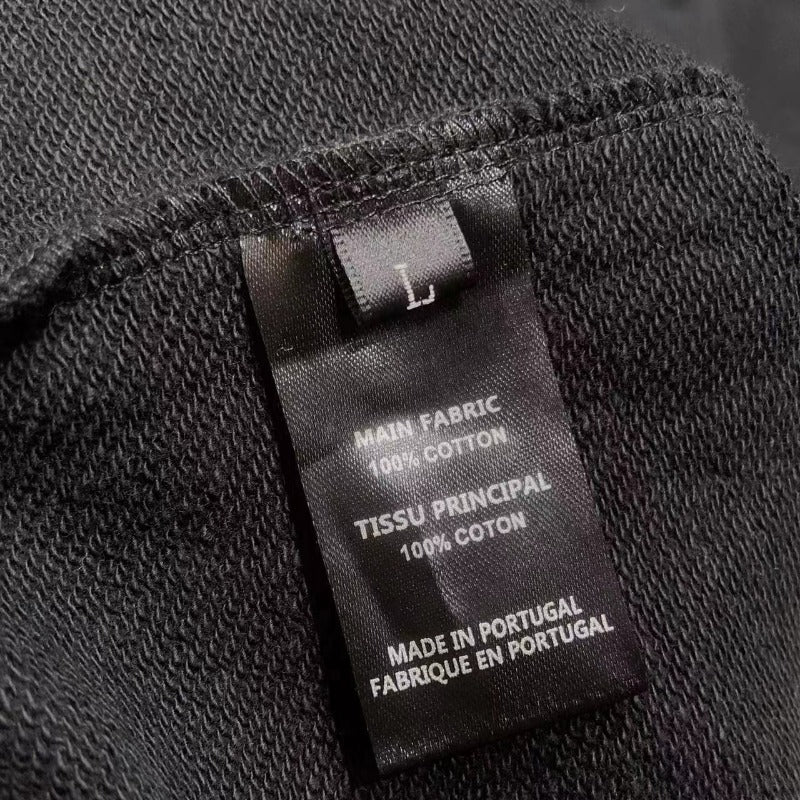 L
MAIN FABRIC
100% COTTON
TISSU PRINCIPAL
100% COTON
MADE IN PORTUGAL
FABRIQUE EN PORTUGAL